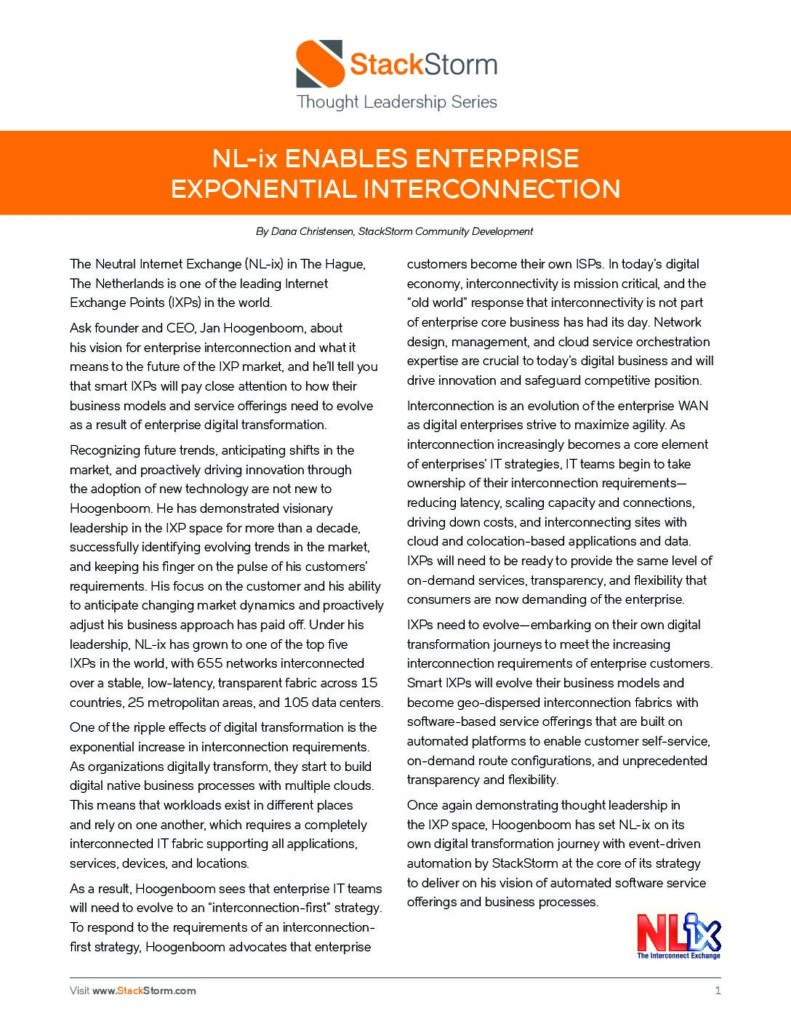 StackStorm
Thought Leadership Series
NL-ix ENABLES ENTERPRISE
EXPONENTIAL INTERCONNECTION
By Dana Christensen, StackStorm Community Development
The Neutral Internet Exchange (NL-ix) in The Hague,
The Netherlands is one of the leading Internet
Exchange Points (IXPs) in the world.
Ask founder and CEO, Jan Hoogenboom, about
his vision for enterprise interconnection and what it
means to the future of the IXP market, and he'll tell you
that smart IXPs will pay close attention to how their
business models and service offerings need to evolve
as a result of enterprise digital transformation.
Recognizing future trends, anticipating shifts in the
market, and proactively driving innovation through
the adoption of new technology are not new to
Hoogenboom. He has demonstrated visionary
leadership in the IXP space for more than a decade,
successfully identifying evolving trends in the market,
and keeping his finger on the pulse of his customers'
requirements. His focus on the customer and his ability
to anticipate changing market dynamics and proactively
adjust his business approach has paid off. Under his
leadership, NL-ix has grown to one of the top five
IXPs in the world, with 655 networks interconnected
over a stable, low-latency, transparent fabric across 15
countries, 25 metropolitan areas, and 105 data centers.
One of the ripple effects of digital transformation is the
exponential increase in interconnection requirements.
As organizations digitally transform, they start to build
digital native business processes with multiple clouds.
This means that workloads exist in different places
and rely on one another, which requires a completely
interconnected IT fabric supporting all applications,
services, devices, and locations.
As a result, Hoogenboom sees that enterprise IT teams
will need to evolve to an "interconnection-first" strategy.
To respond to the requirements of an interconnection-
first strategy, Hoogenboom advocates that enterprise
customers become their own ISPs. In today's digital
economy, interconnectivity is mission critical, and the
"old world" response that interconnectivity is not part
of enterprise core business has had its day. Network
design, management, and cloud service orchestration
expertise are crucial to today's digital business and will
drive innovation and safeguard competitive position.
Interconnection is an evolution of the enterprise WAN
as digital enterprises strive to maximize agility. As
interconnection increasingly becomes a core element
of enterprises' IT strategies, IT teams begin to take
ownership of their interconnection requirements—
reducing latency, scaling capacity and connections,
driving down costs, and interconnecting sites with
cloud and colocation-based applications and data.
IXPs will need to be ready to provide the same level of
on-demand services, transparency, and flexibility that
consumers are now demanding of the enterprise.
IXPs need to evolve—embarking on their own digital
transformation journeys to meet the increasing
interconnection requirements of enterprise customers.
Smart IXPs will evolve their business models and
become geo-dispersed interconnection fabrics with
software-based service offerings that are built on
automated platforms to enable customer self-service,
on-demand route configurations, and unprecedented
transparency and flexibility.
Once again demonstrating thought leadership in
the IXP space, Hoogenboom has set NL-ix on its
own digital transformation journey with event-driven
automation by StackStorm at the core of its strategy
to deliver on his vision of automated software service
offerings and business processes.
NLix
The Interconnect Exchange
Visit www.StackStorm.com
1